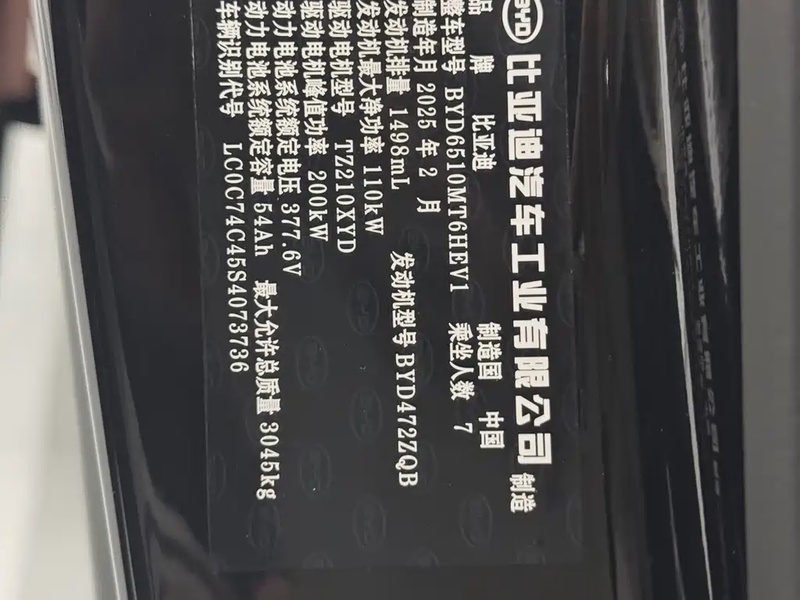 BYD 比亚迪汽车工业有限公司 制造
品 牌 比亚迪 制造国 中国
整车型号 BYD6510MT6HEV1 乘坐人数 7
制造年月 2025 年 2 月
发动机排量 1498mL 发动机型号 BYD472ZQB
发动机最大净功率 110kW
驱动电机型号 TZ210XYD
驱动电机峰值功率 200kW
动力电池系统额定电压 377.6V
动力电池系统额定容量 54Ah 最大允许总质量 3045kg
车辆识别代号 LC0C74C45S4073736